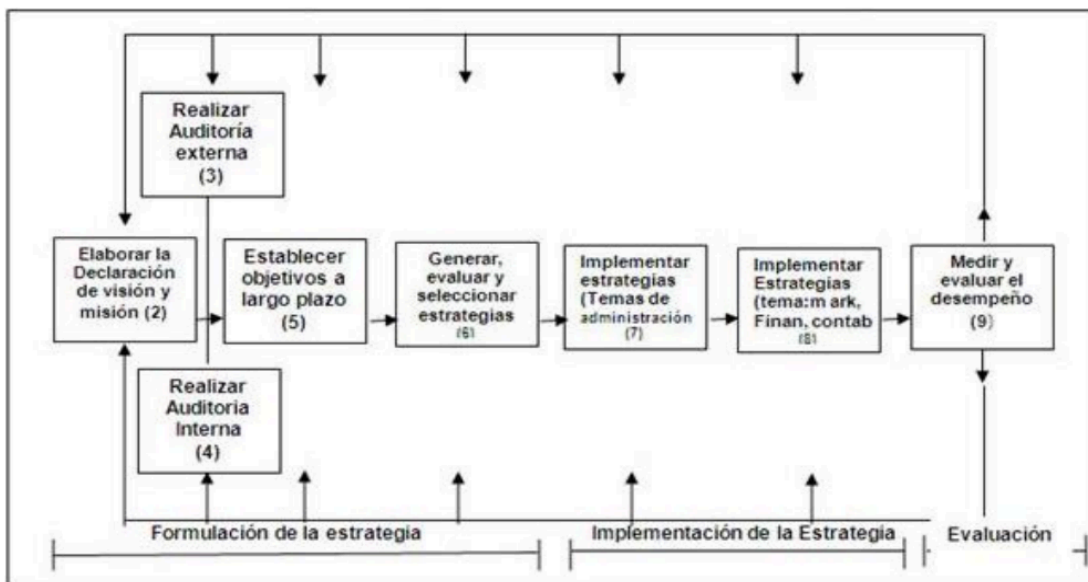 Realizar
Auditoría
externa
(3)
Elaborar la
Declaración
de visión y
misión (2)
Establecer
objetivos a
largo plazo
(5)
Generar,
evaluar y
seleccionar
estrategias
(6)
Implementar
estrategias
(Temas de
administración
(7)
Implementar
Estrategias
(tema:m ark,
Finan, contab
(8)
Medir y
evaluar el
desempeño
(9)
Realizar
Auditoria
Interna
(4)
Formulación de la estrategia
Implementación de la Estrategia
Evaluación